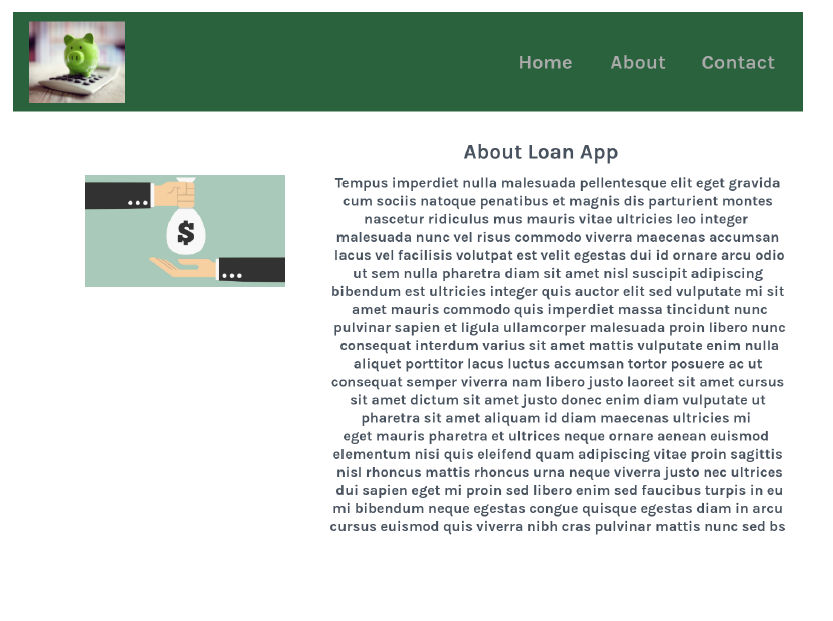 Home About Contact
About Loan App
Tempus imperdiet nulla malesuada pellentesque elit eget gravida
cum sociis natoque penatibus et magnis dis parturient montes
nascetur ridiculus mus mauris vitae ultricies leo integer
malesuada nunc vel risus commodo viverra maecenas accumsan
lacus vel facilisis volutpat est velit egestas dui id ornare arcu odio
ut sem nulla pharetra diam sit amet nisl suscipit adipiscing
bibendum est ultricies integer quis auctor elit sed vulputate mi sit
amet mauris commodo quis imperdiet massa tincidunt nunc
pulvinar sapien et ligula ullamcorper malesuada proin libero nunc
consequat interdum varius sit amet mattis vulputate enim nulla
aliquet porttitor lacus luctus accumsan tortor posuere ac ut
consequat semper viverra nam libero justo laoreet sit amet cursus
sit amet dictum sit amet justo donec enim diam vulputate ut
pharetra sit amet aliquam id diam maecenas ultricies mi
eget mauris pharetra et ultrices neque ornare aenean euismod
elementum nisi quis eleifend quam adipiscing vitae proin sagittis
nisl rhoncus mattis rhoncus urna neque viverra justo nec ultrices
dui sapien eget mi proin sed libero enim sed faucibus turpis in eu
mi bibendum neque egestas congue quisque egestas diam in arcu
cursus euismod quis viverra nibh cras pulvinar mattis nunc sed bs
$